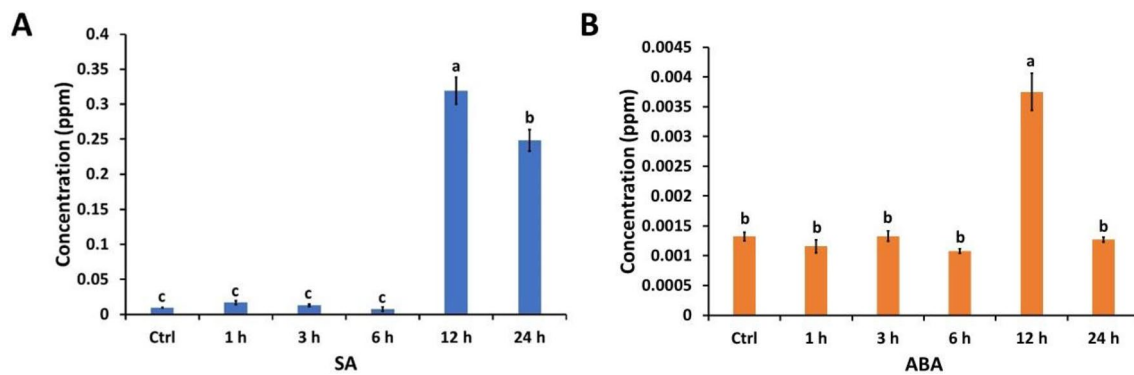 A
Concentration (ppm)
0.4
0.35
0.3
0.25
0.2
0.15
0.1
0.05
0
c
c
c
c
a
b
Ctrl 1 h 3 h 6 h 12 h 24 h
SA
B
Concentration (ppm)
0.0045
0.004
0.0035
0.003
0.0025
0.002
0.0015
0.001
0.0005
0
b
b
b
b
a
b
Ctrl 1 h 3 h 6 h 12 h 24 h
ABA